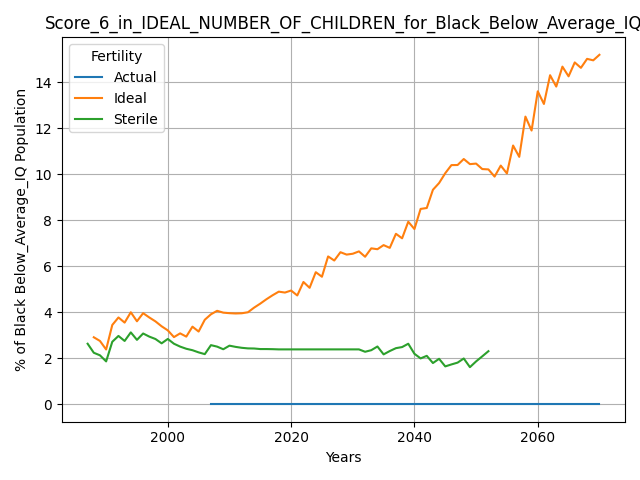 Score_6_in_IDEAL_NUMBER_OF_CHILDREN_for_Black_Below_Average_IQ
Fertility
Actual
Ideal
Sterile
% of Black Below_Average_IQ Population
14
12
10
8
6
4
2
0
2000 2020 2040 2060
Years